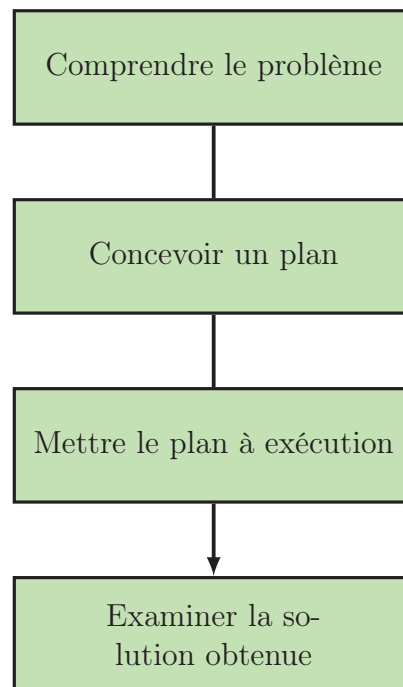 Comprendre le problème
Concevoir un plan
Mettre le plan à exécution
Examiner la so-
lution obtenue